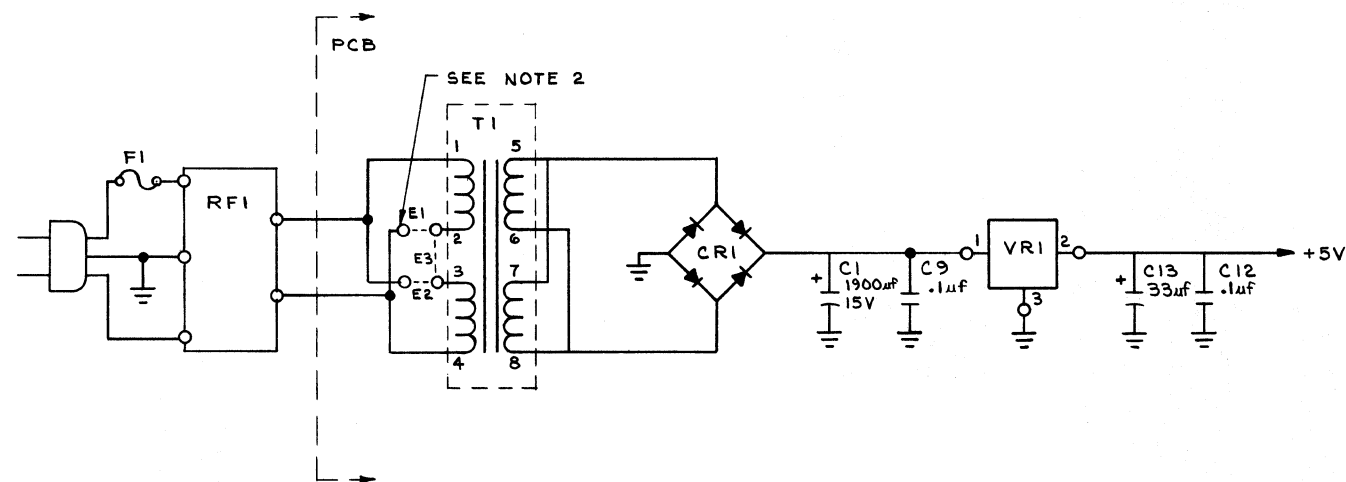 PCB
SEE NOTE 2
T1
F1
RF1
1
5
E1
2
6
E3
3
7
E2
4
8
CR1
+ C1
1900uf
15V
C9
.1uf
1
VR1
2
3
+ C13
33uf
C12
.1uf
+5V